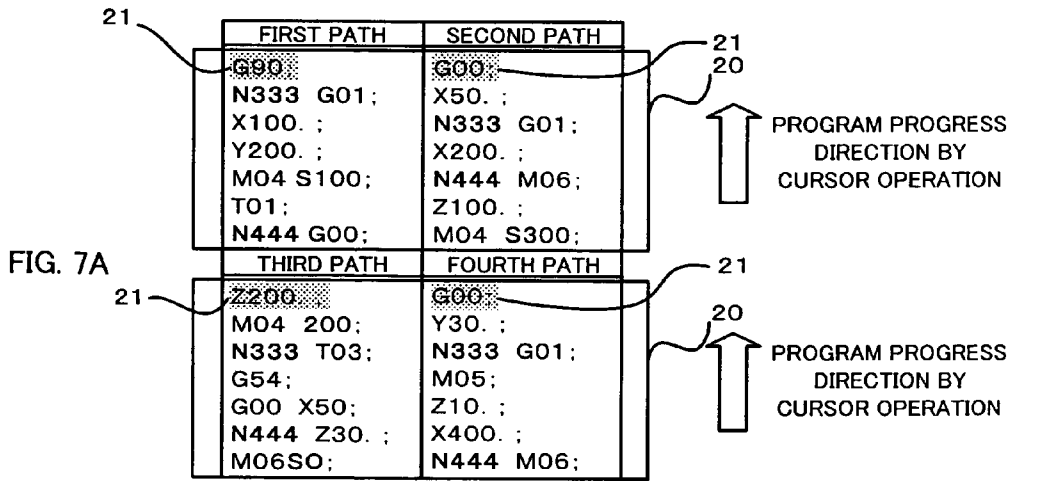 21
FIRST PATH SECOND PATH
21
20
G90; G00;
N333 G01; X50. ;
X100. ; N333 G01;
Y200. ; X200. ;
M04 S100; N444 M06;
T01; Z100. ;
N444 G00; M04 S300;
PROGRAM PROGRESS
DIRECTION BY
CURSOR OPERATION
FIG. 7A
THIRD PATH FOURTH PATH
21
21
20
Z200. ; G00;
M04 200; Y30. ;
N333 T03; N333 G01;
G54; M05;
G00 X50; Z10. ;
N444 Z30. ; X400. ;
M06SO; N444 M06;
PROGRAM PROGRESS
DIRECTION BY
CURSOR OPERATION